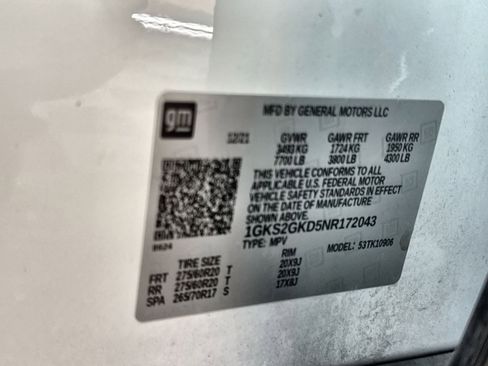 gm
MFD BY GENERAL MOTORS LLC
12/21 GVWR GAWR FRT GAWR RR
3493 KG 1724 KG 1950 KG
7700 LB 3800 LB 4300 LB
THIS VEHICLE CONFORMS TO ALL
APPLICABLE U.S. FEDERAL MOTOR
VEHICLE SAFETY STANDARDS IN EFFECT
ON THE DATE OF MANUFACTURE
SHOWN ABOVE.
1GKS2GKD5NR172043
TYPE: MPV MODEL: 53TK10906
TIRE SIZE RIM
FRT 275/60R20 T 20X9J
RR 275/60R20 T 20X9J
SPA 265/70R17 S 17X8J